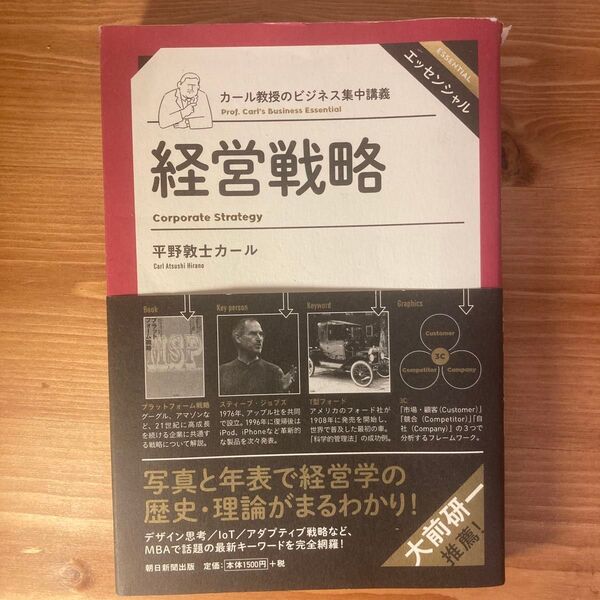 ESSENTIAL
エッセンシャル
カール教授のビジネス集中講義
Prof. Carl's Business Essential
経営戦略
Corporate Strategy
平野敦士カール
Carl Atsushi Hirano
Book
プラットフォーム戦略
MSP
プラットフォーム戦略
グーグル、アマゾンな
ど、21世紀に高成長
を続ける企業に共通す
る戦略について解説。
Key person
スティーブ・ジョブズ
1976年、アップル社を共同
で設立。1996年に復帰後は
iPod、iPhoneなど革新的
な製品を次々発表。
Keyword
T型フォード
アメリカのフォード社が
1908年に発売を開始し、
世界で普及した最初の車。
「科学的管理法」の成功例。
Graphics
Customer
3C
Competitor
Company
3C
「市場・顧客(Customer)」
「競合(Competitor)」「自
社(Company)」の3つで
分析するフレームワーク。
写真と年表で経営学の
歴史・理論がまるわかり!
デザイン思考/IoT/アダプティブ戦略など、
MBAで話題の最新キーワードを完全網羅!
大前研一
推薦!
朝日新聞出版 定価:本体1500円+税